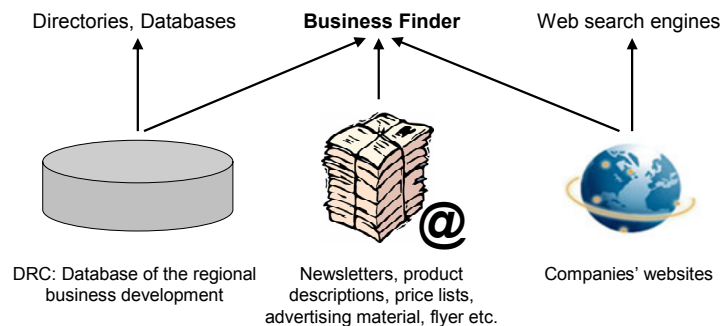 Directories, Databases
Business Finder
Web search engines
@
DRC: Database of the regional
business development
Newsletters, product
descriptions, price lists,
advertising material, flyer etc.
Companies' websites